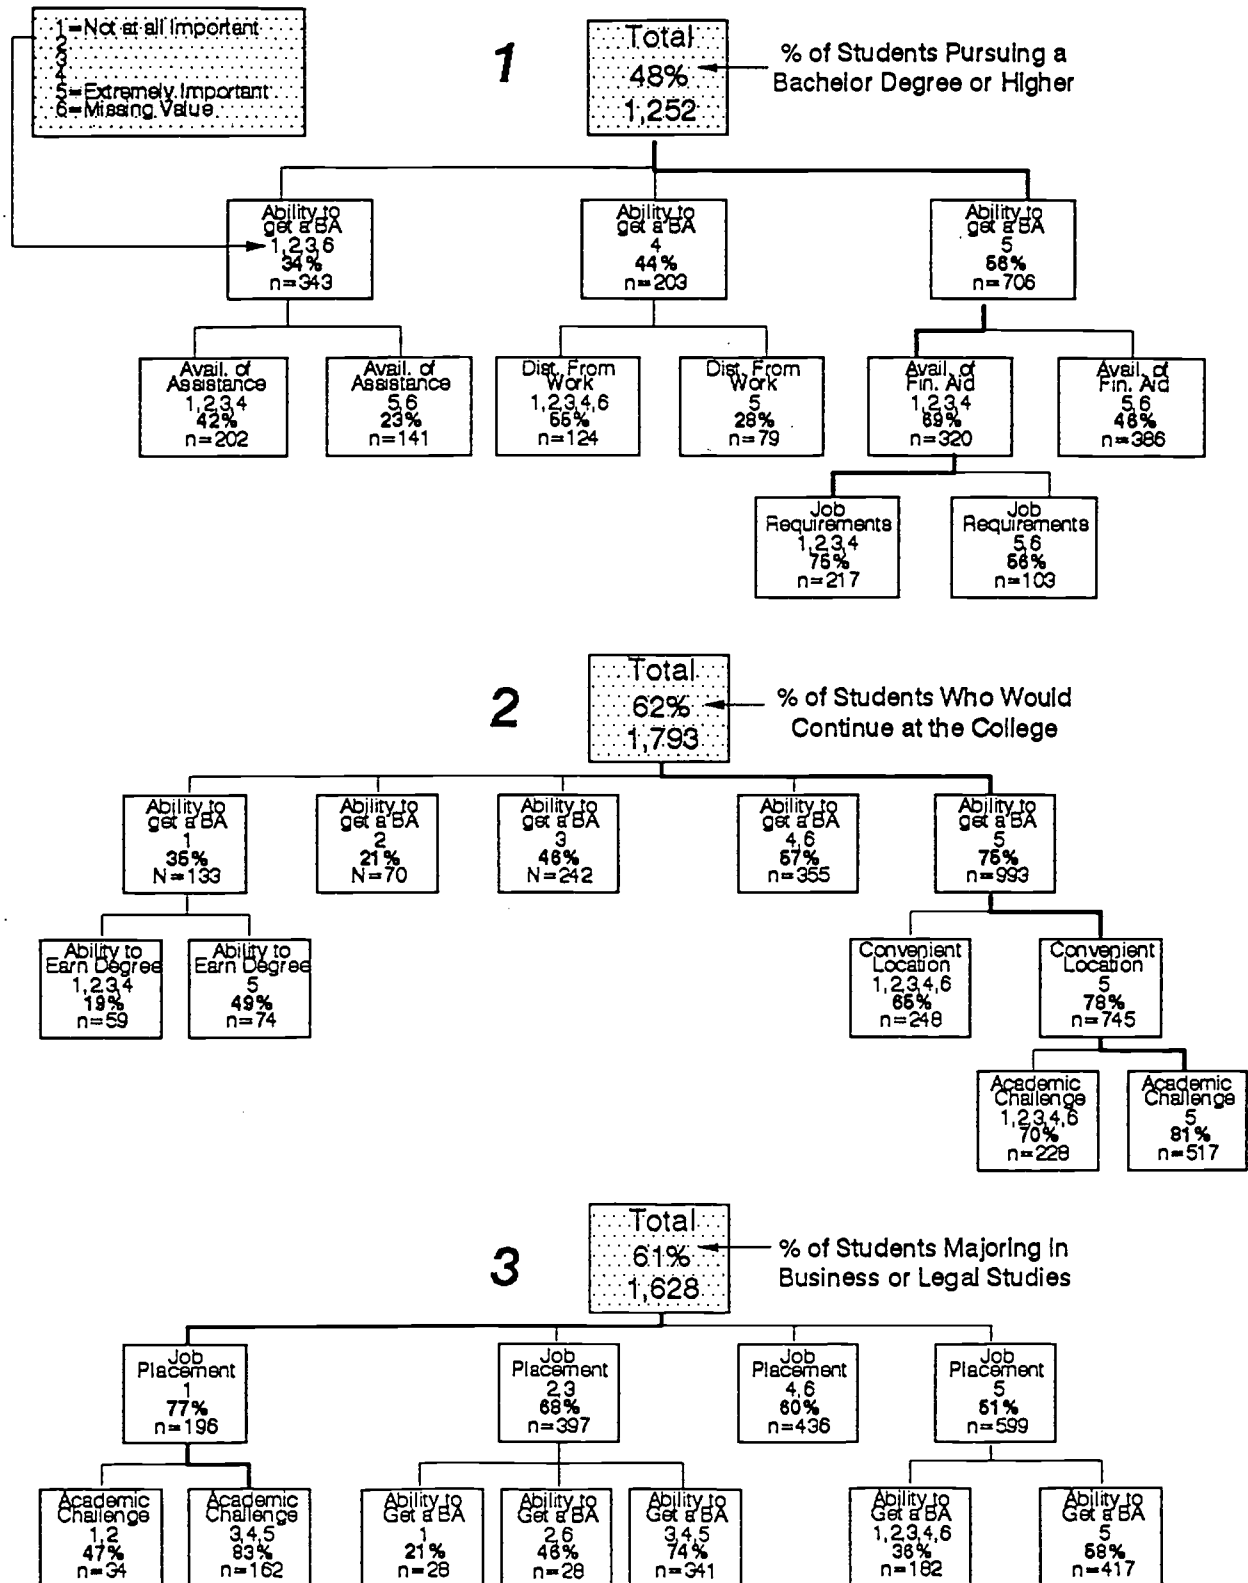 1=Not at all Important
2
3
4
5=Extremely Important
6=Missing Value
1
Total
48%
1,252
% of Students Pursuing a
Bachelor Degree or Higher
Ability to
get a BA
1,2,3,6
34%
n=343
Ability to
get a BA
4
44%
n=203
Ability to
get a BA
5
56%
n=706
Avail. of
Assistance
1,2,3,4
42%
n=202
Avail. of
Assistance
5,6
23%
n=141
Dist. From
Work
1,2,3,4,6
55%
n=124
Dist. From
Work
5
28%
n=79
Avail. of
Fin. Aid
1,2,3,4
69%
n=320
Avail. of
Fin. Aid
5,6
46%
n=386
Job
Requirements
1,2,3,4
75%
n=217
Job
Requirements
5,6
56%
n=103
2
Total
62%
1,793
% of Students Who Would
Continue at the College
Ability to
get a BA
1
35%
N=133
Ability to
get a BA
2
21%
N=70
Ability to
get a BA
3
46%
N=242
Ability to
get a BA
4,6
57%
n=355
Ability to
get a BA
5
75%
n=993
Ability to
Earn Degree
1,2,3,4
19%
n=59
Ability to
Earn Degree
5
49%
n=74
Convenient
Location
1,2,3,4,6
65%
n=248
Convenient
Location
5
78%
n=745
Academic
Challenge
1,2,3,4,6
70%
n=228
Academic
Challenge
5
81%
n=517
3
Total
61%
1,628
% of Students Majoring in
Business or Legal Studies
Job
Placement
1
77%
n=196
Job
Placement
2,3
68%
n=397
Job
Placement
4,6
60%
n=436
Job
Placement
5
51%
n=599
Academic
Challenge
1,2
47%
n=34
Academic
Challenge
3,4,5
83%
n=162
Ability to
Get a BA
1
21%
n=28
Ability to
Get a BA
2,6
46%
n=28
Ability to
Get a BA
3,4,5
74%
n=341
Ability to
Get a BA
1,2,3,4,6
36%
n=182
Ability to
Get a BA
5
58%
n=417